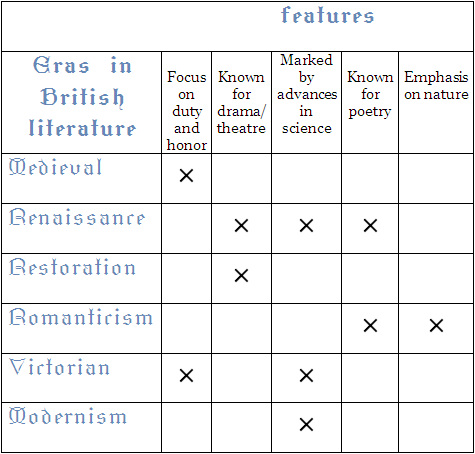 features
Eras in
British
literature
Focus
on
duty
and
honor
Known
for
drama/
theatre
Marked
by
advances
in
science
Known
for
poetry
Emphasis
on nature
Medieval
×
Renaissance
× × ×
Restoration
×
Romanticism
× ×
Victorian
× ×
Modernism
×